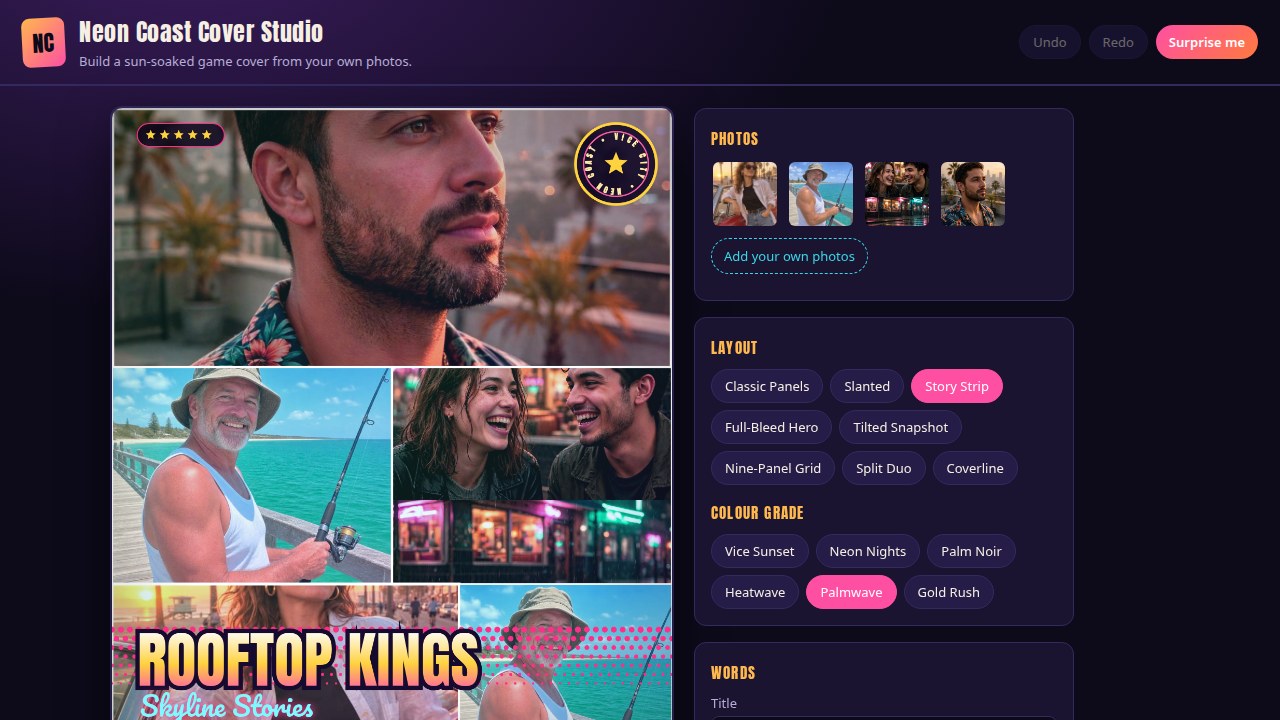 NC
Neon Coast Cover Studio
Build a sun-soaked game cover from your own photos.
Undo
Redo
Surprise me
VICE CITY • NEON COAST •
ROOFTOP KINGS
Skyline Stories
PHOTOS
Add your own photos
LAYOUT
Classic Panels
Slanted
Story Strip
Full-Bleed Hero
Tilted Snapshot
Nine-Panel Grid
Split Duo
Coverline
COLOUR GRADE
Vice Sunset
Neon Nights
Palm Noir
Heatwave
Palmwave
Gold Rush
WORDS
Title